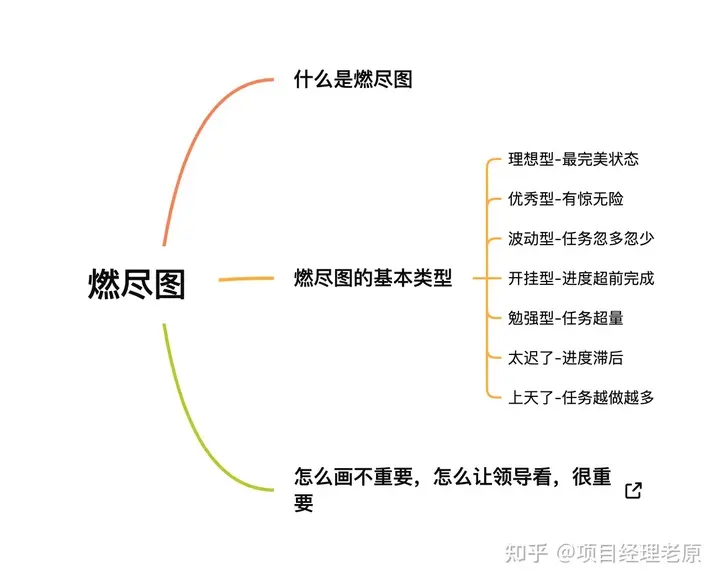 什么是燃尽图
理想型-最完美状态
优秀型-有惊无险
波动型-任务忽多忽少
燃尽图
燃尽图的基本类型
开挂型-进度超前完成
勉强型-任务超量
太迟了-进度滞后
上天了-任务越做越多
怎么画不重要，怎么让领导看，很重
要
知乎 @项目经理老原